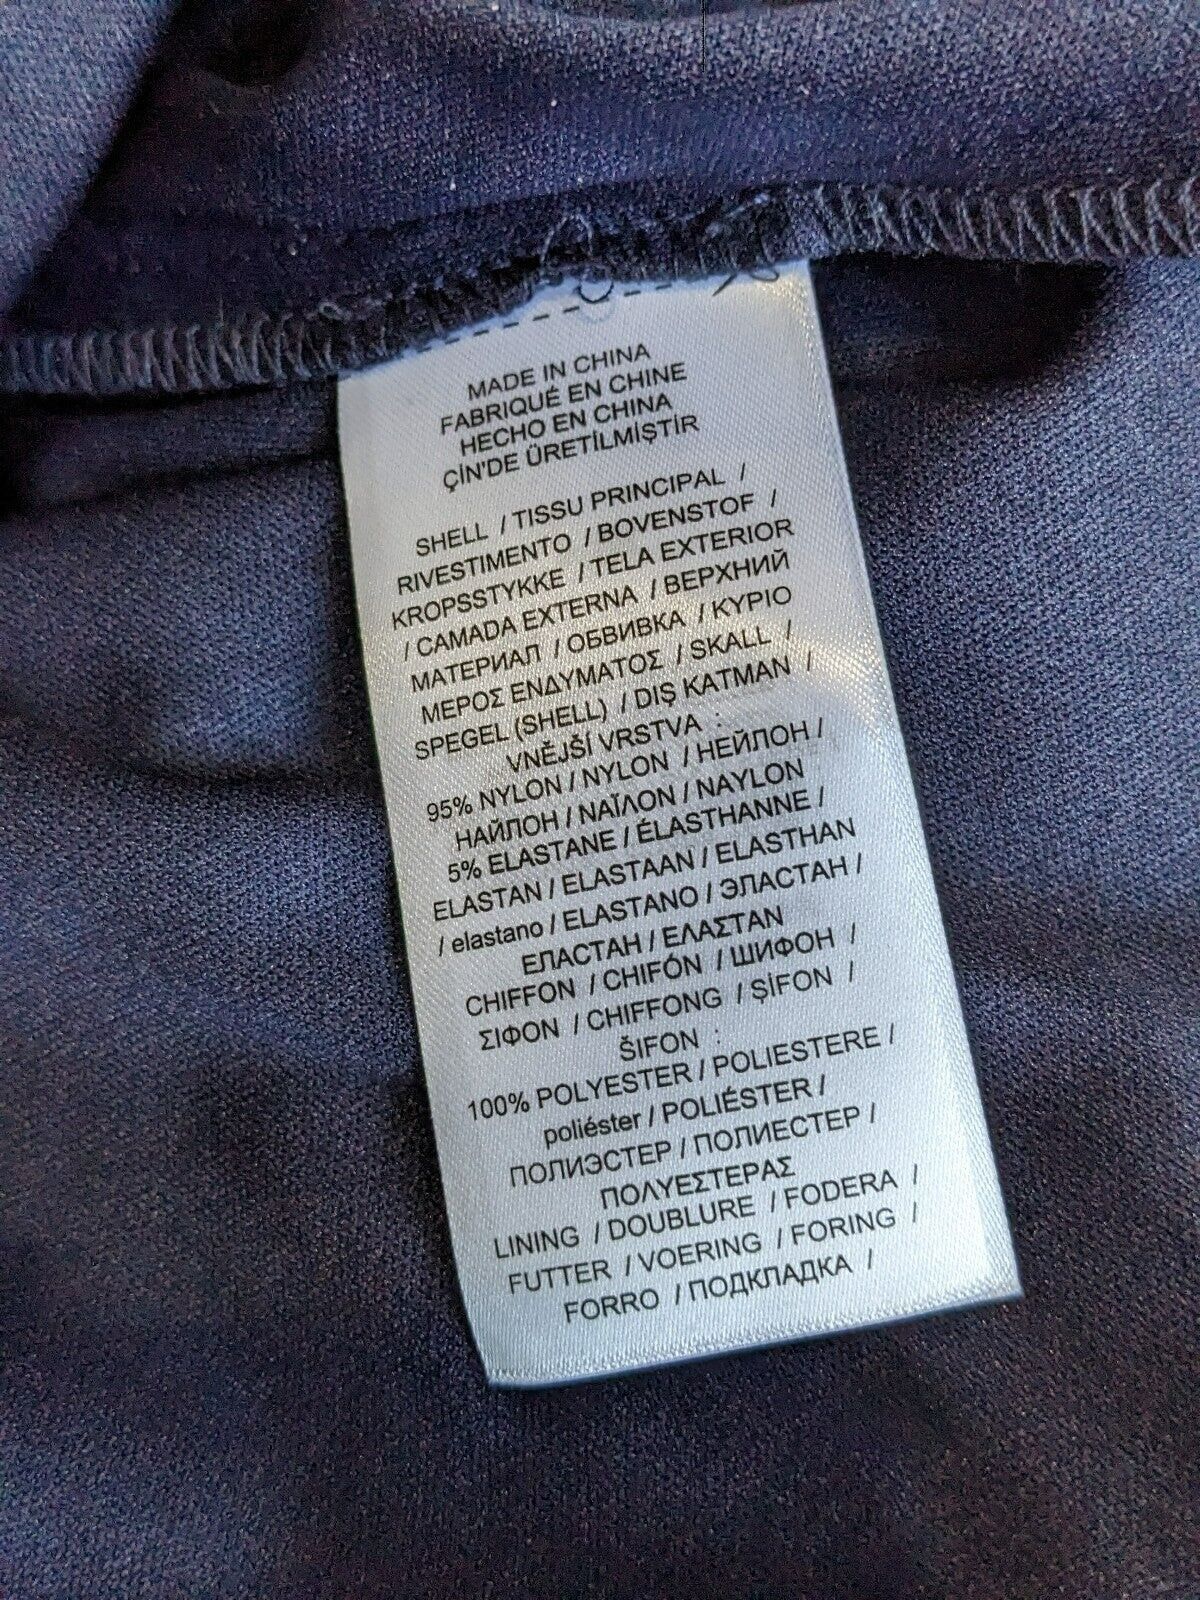 MADE IN CHINA
FABRIQUÉ EN CHINE
HECHO EN CHINA
ÇİN'DE ÜRETİLMİŞTİR
SHELL / TISSU PRINCIPAL /
RIVESTIMENTO / BOVENSTOF /
KROPSSTYKKE / TELA EXTERIOR
/ CAMADA EXTERNA / ВЕРХНИЙ
МАТЕРИАЛ / ОБВИВКА / ΚΥΡΙΟ
ΜΕΡΟΣ ΕΝΔΥΜΑΤΟΣ / SKALL /
SPEGEL (SHELL) / DIŞ KATMAN /
VNĚJŠÍ VRSTVA :
95% NYLON / NYLON / НЕЙЛОН /
НАЙЛОН / ΝΑΪΛΟΝ / NAYLON
5% ELASTANE / ÉLASTHANNE /
ELASTAN / ELASTAAN / ELASTHAN
/ elastano / ELASTANO / ЭЛАСТАН /
ЕЛАСТАН / ΕΛΑΣΤΑΝ
CHIFFON / CHIFÓN / ШИФОН /
ΣΙΦΟΝ / CHIFFONG / ŞİFON /
ŠIFON :
100% POLYESTER / POLIESTERE /
poliéster / POLIÉSTER /
ПОЛИЭСТЕР / ПОЛИЕСТЕР /
ΠΟΛΥΕΣΤΕΡΑΣ
LINING / DOUBLURE / FODERA /
FUTTER / VOERING / FORING /
FORRO / ПОДКЛАДКА /